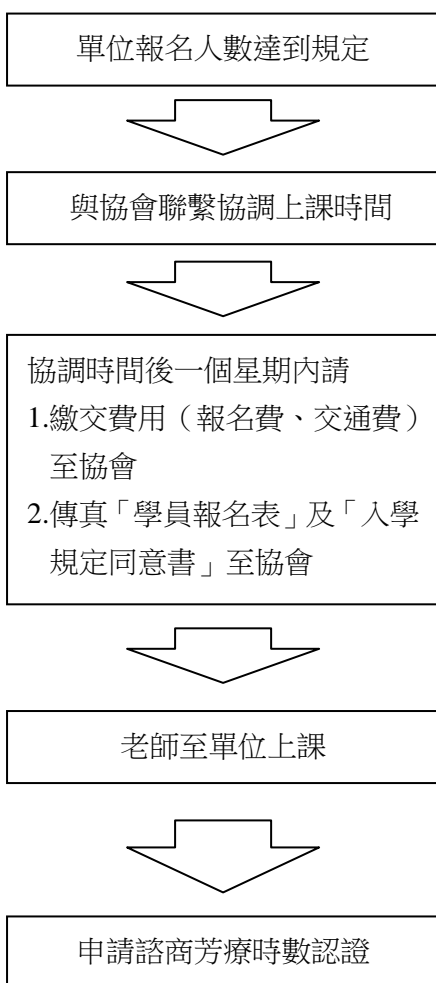 單位報名人數達到規定
與協會聯繫協調上課時間
協調時間後一個星期內請
1.繳交費用（報名費、交通費）
至協會
2.傳真「學員報名表」及「入學
規定同意書」至協會
老師至單位上課
申請諮商芳療時數認證